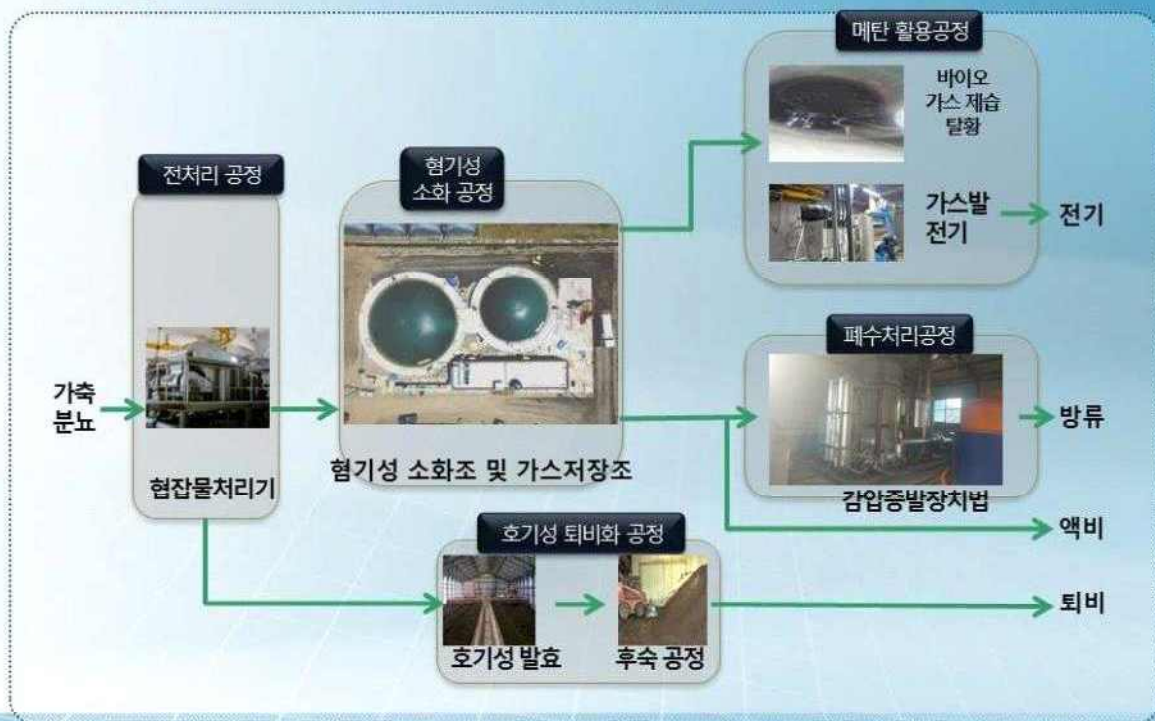 메탄 활용공정
바이오
가스 제습
탈황
가스발
전기
전기
전처리 공정
혐기성
소화 공정
가축
분뇨
협잡물처리기
혐기성 소화조 및 가스저장조
폐수처리공정
감압증발장치법
방류
액비
호기성 퇴비화 공정
호기성 발효
후숙 공정
퇴비